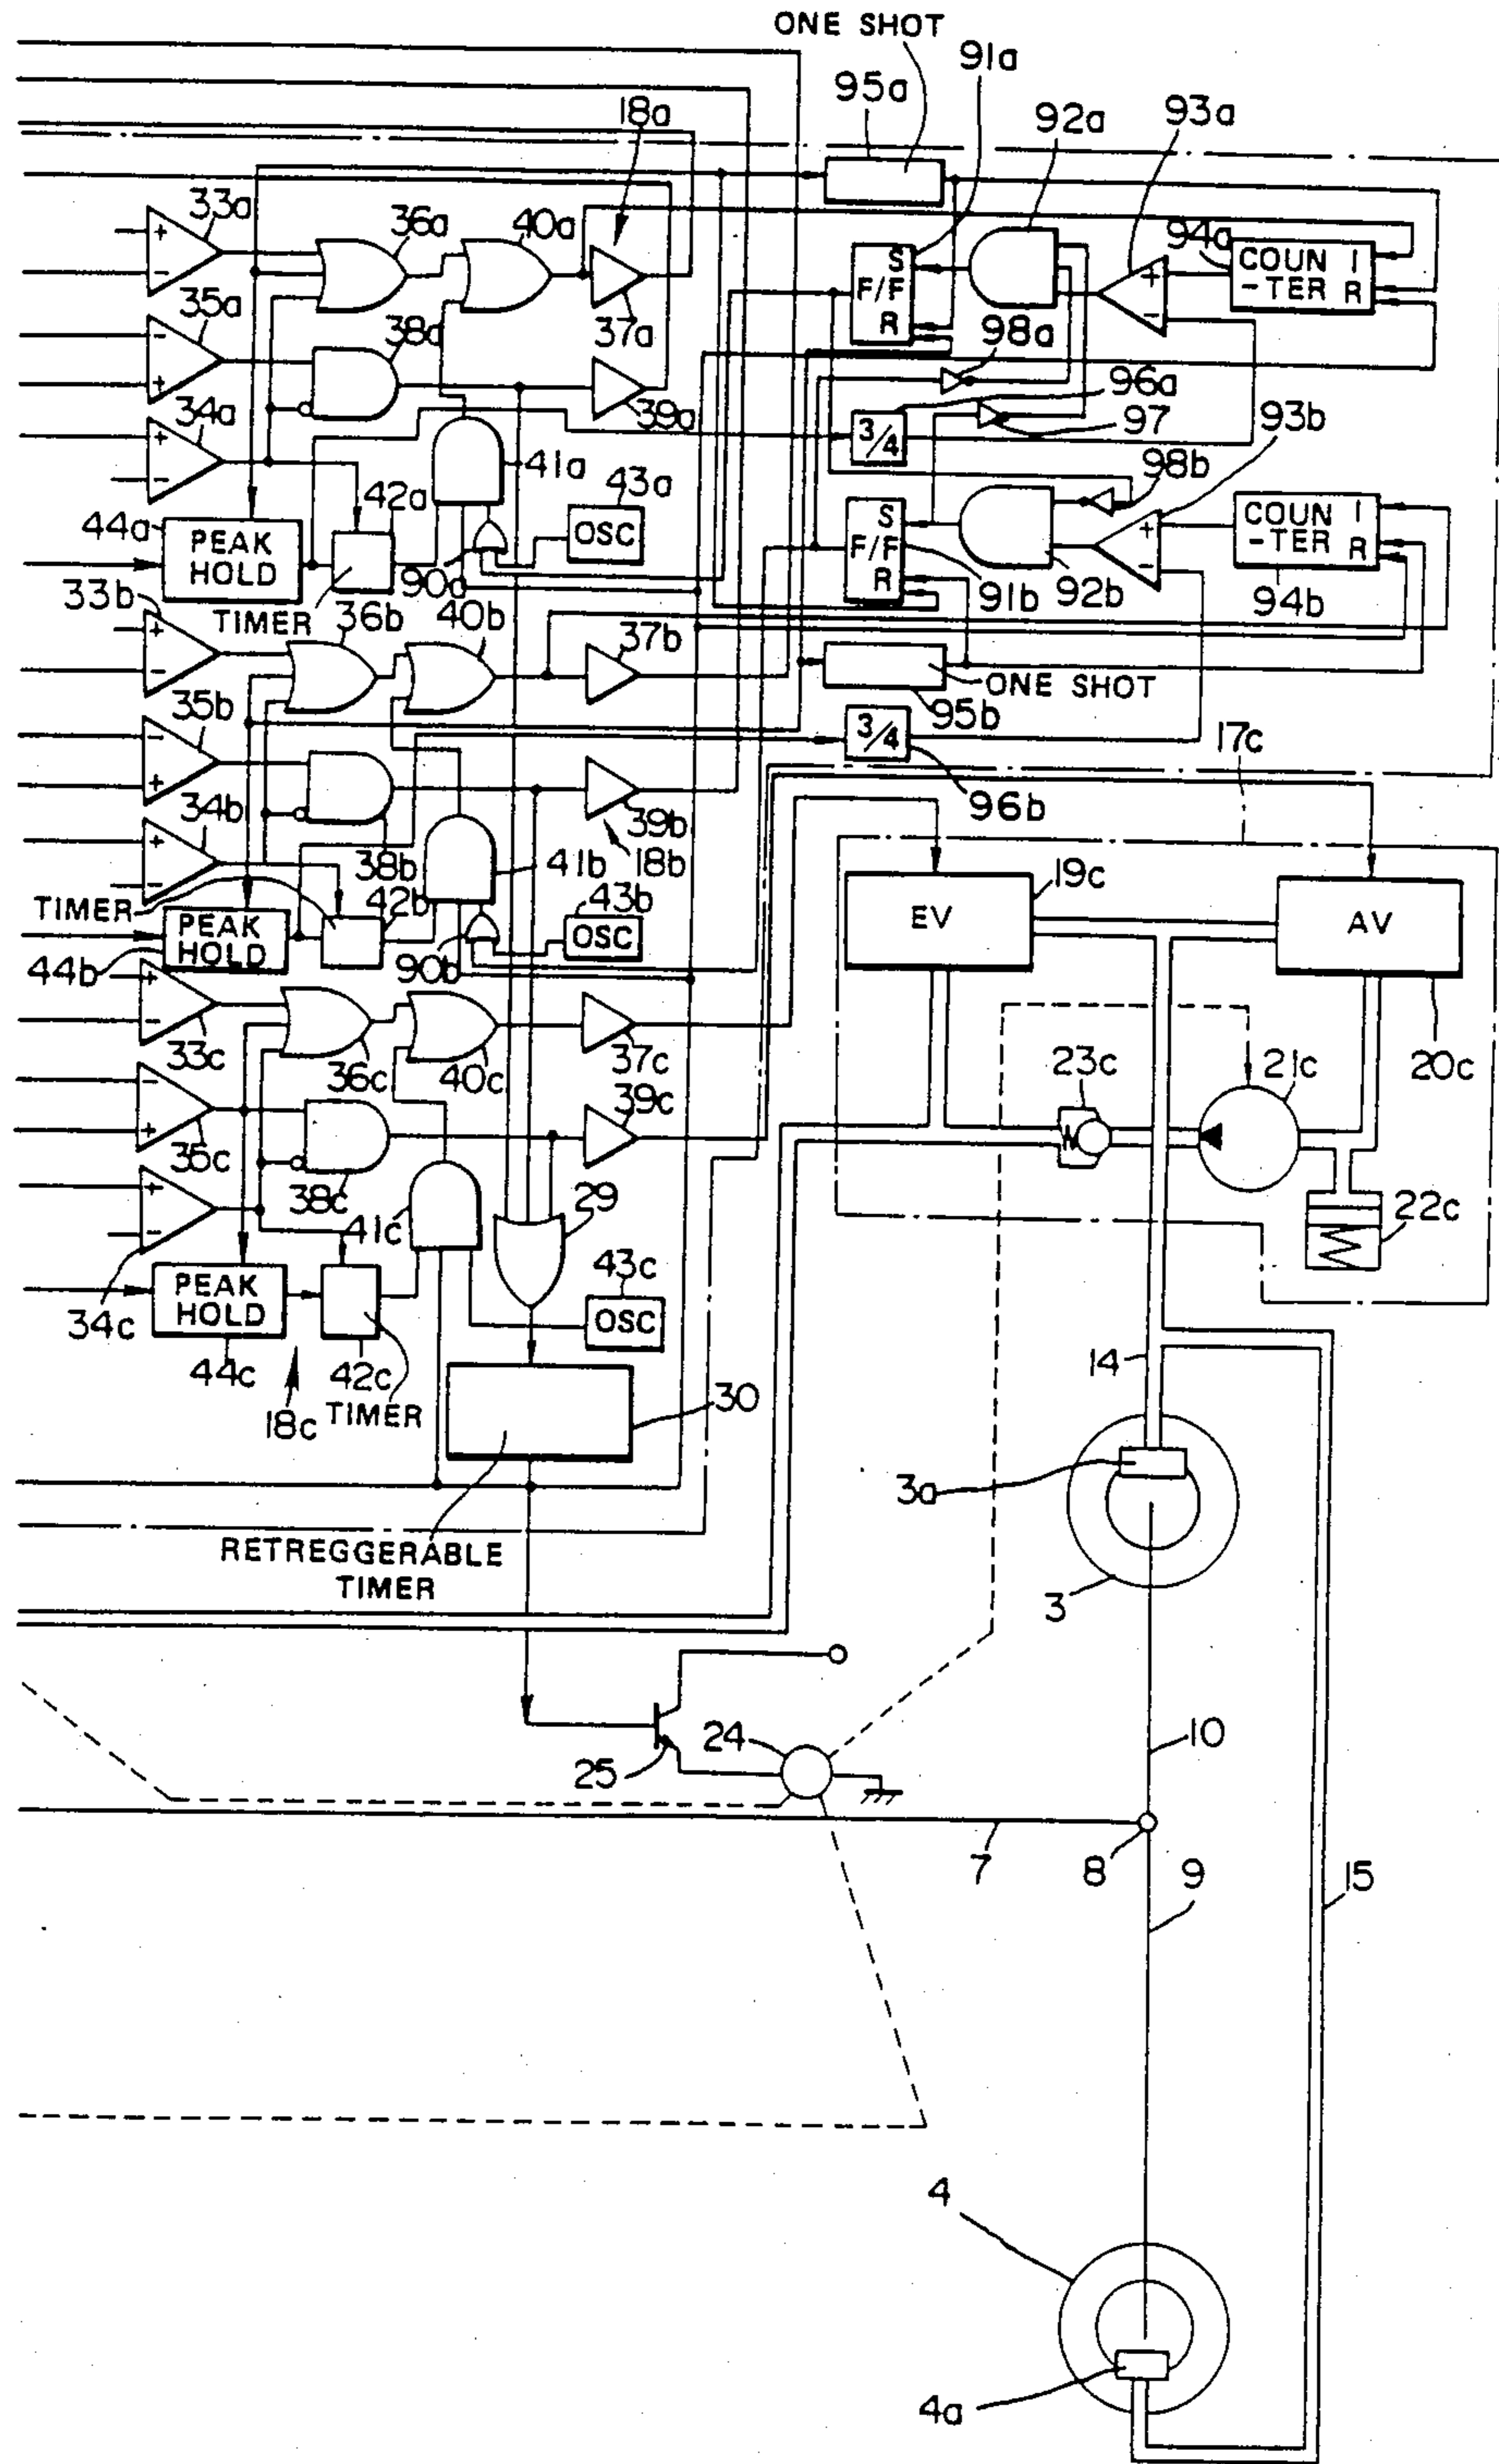 ONE SHOT
91a
95a
92a
93a
18a
33a
36a
40a
94a
COUN I
-TER R
S
F/F
R
35a
38a
37a
98a
96a
34a
39a
3/4
97
93b
41a
43a
98b
42a
44a
PEAK
HOLD
OSC
S
F/F
R
COUN I
-TER R
90a
91b
92b
94b
33b
TIMER
36b
40b
37b
ONE SHOT
95b
35b
3/4
17c
96b
34b
38b
39b
41b
18b
TIMER
42b
43b
19c
EV
AV
PEAK
HOLD
OSC
44b
90b
33c
36c
40c
37c
23c
21c
20c
35c
39c
38c
29
22c
41c
43c
34c
PEAK
HOLD
OSC
44c
42c
14
18c
TIMER
30
3a
RETREGGERABLE
TIMER
3
24
10
25
7
8
9
15
4
4a
+
-
-
+
+
-
+
-
-
+
+
-
+
-
-
+
+
-
+
-
+
-